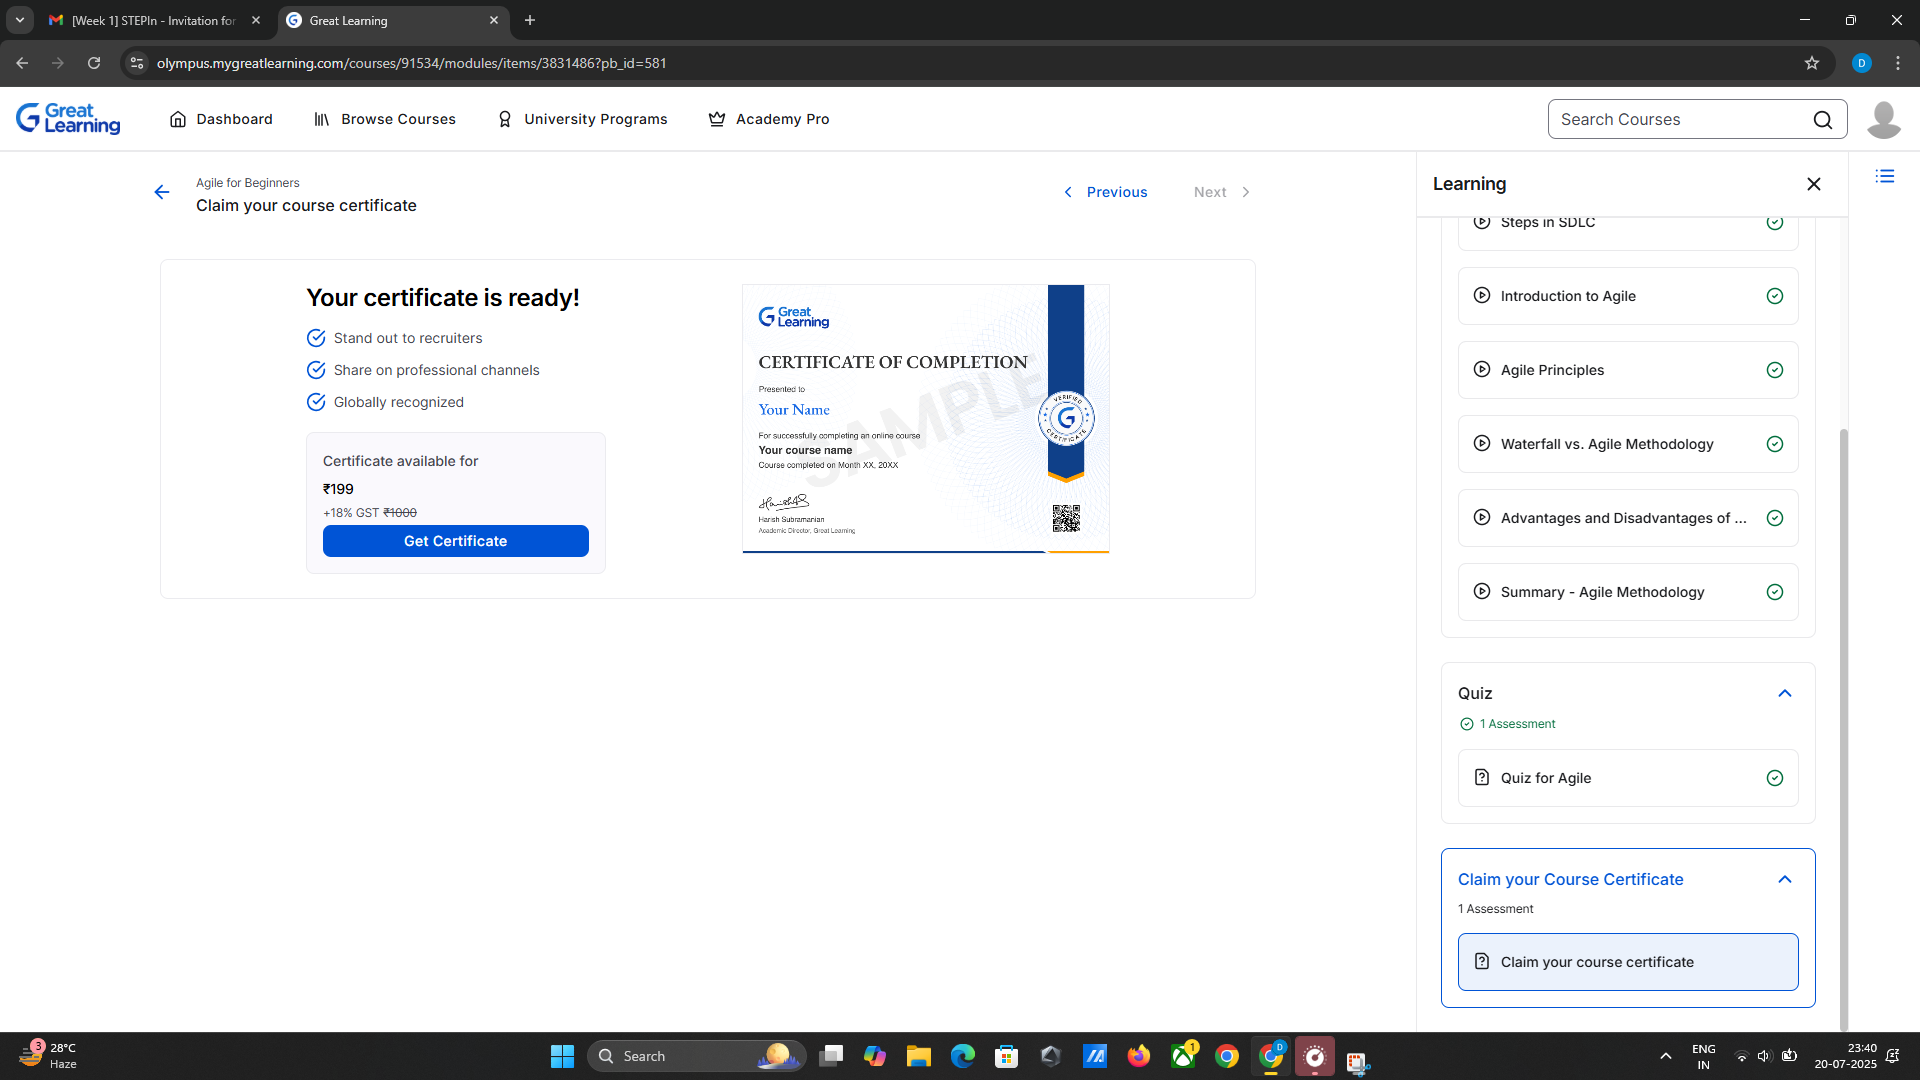 [Week 1] STEPIn - Invitation for
Great Learning
olympus.mygreatlearning.com/courses/91534/modules/items/3831486?pb_id=581
D
Great
Learning
Dashboard
Browse Courses
University Programs
Academy Pro
Search Courses
Agile for Beginners
Claim your course certificate
Previous
Next
Your certificate is ready!
Stand out to recruiters
Share on professional channels
Globally recognized
Certificate available for
₹199
+18% GST ₹1000
Get Certificate
Great
Learning
CERTIFICATE OF COMPLETION
Presented to
Your Name
For successfully completing an online course
Your course name
Course completed on Month XX, 20XX
Harish Subramanian
Academic Director, Great Learning
SAMPLE
VERIFIED
CERTIFICATE
Learning
Steps in SDLC
Introduction to Agile
Agile Principles
Waterfall vs. Agile Methodology
Advantages and Disadvantages of ...
Summary - Agile Methodology
Quiz
1 Assessment
Quiz for Agile
Claim your Course Certificate
1 Assessment
Claim your course certificate
3
28°C
Haze
Search
1
D
ENG
IN
23:40
20-07-2025